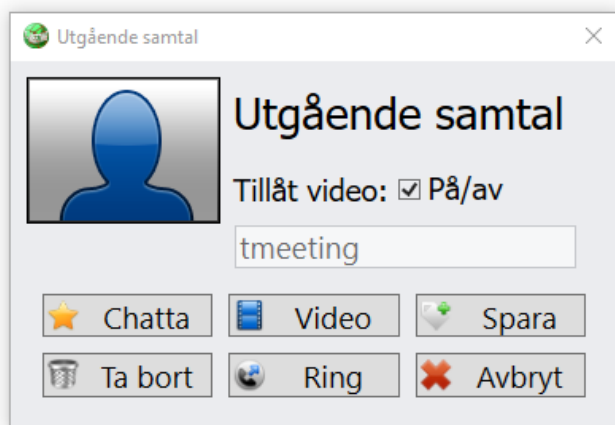 Utgående samtal
Utgående samtal
Tillåt video: På/av
tmeeting
Chatta Video Spara
Ta bort Ring Avbryt